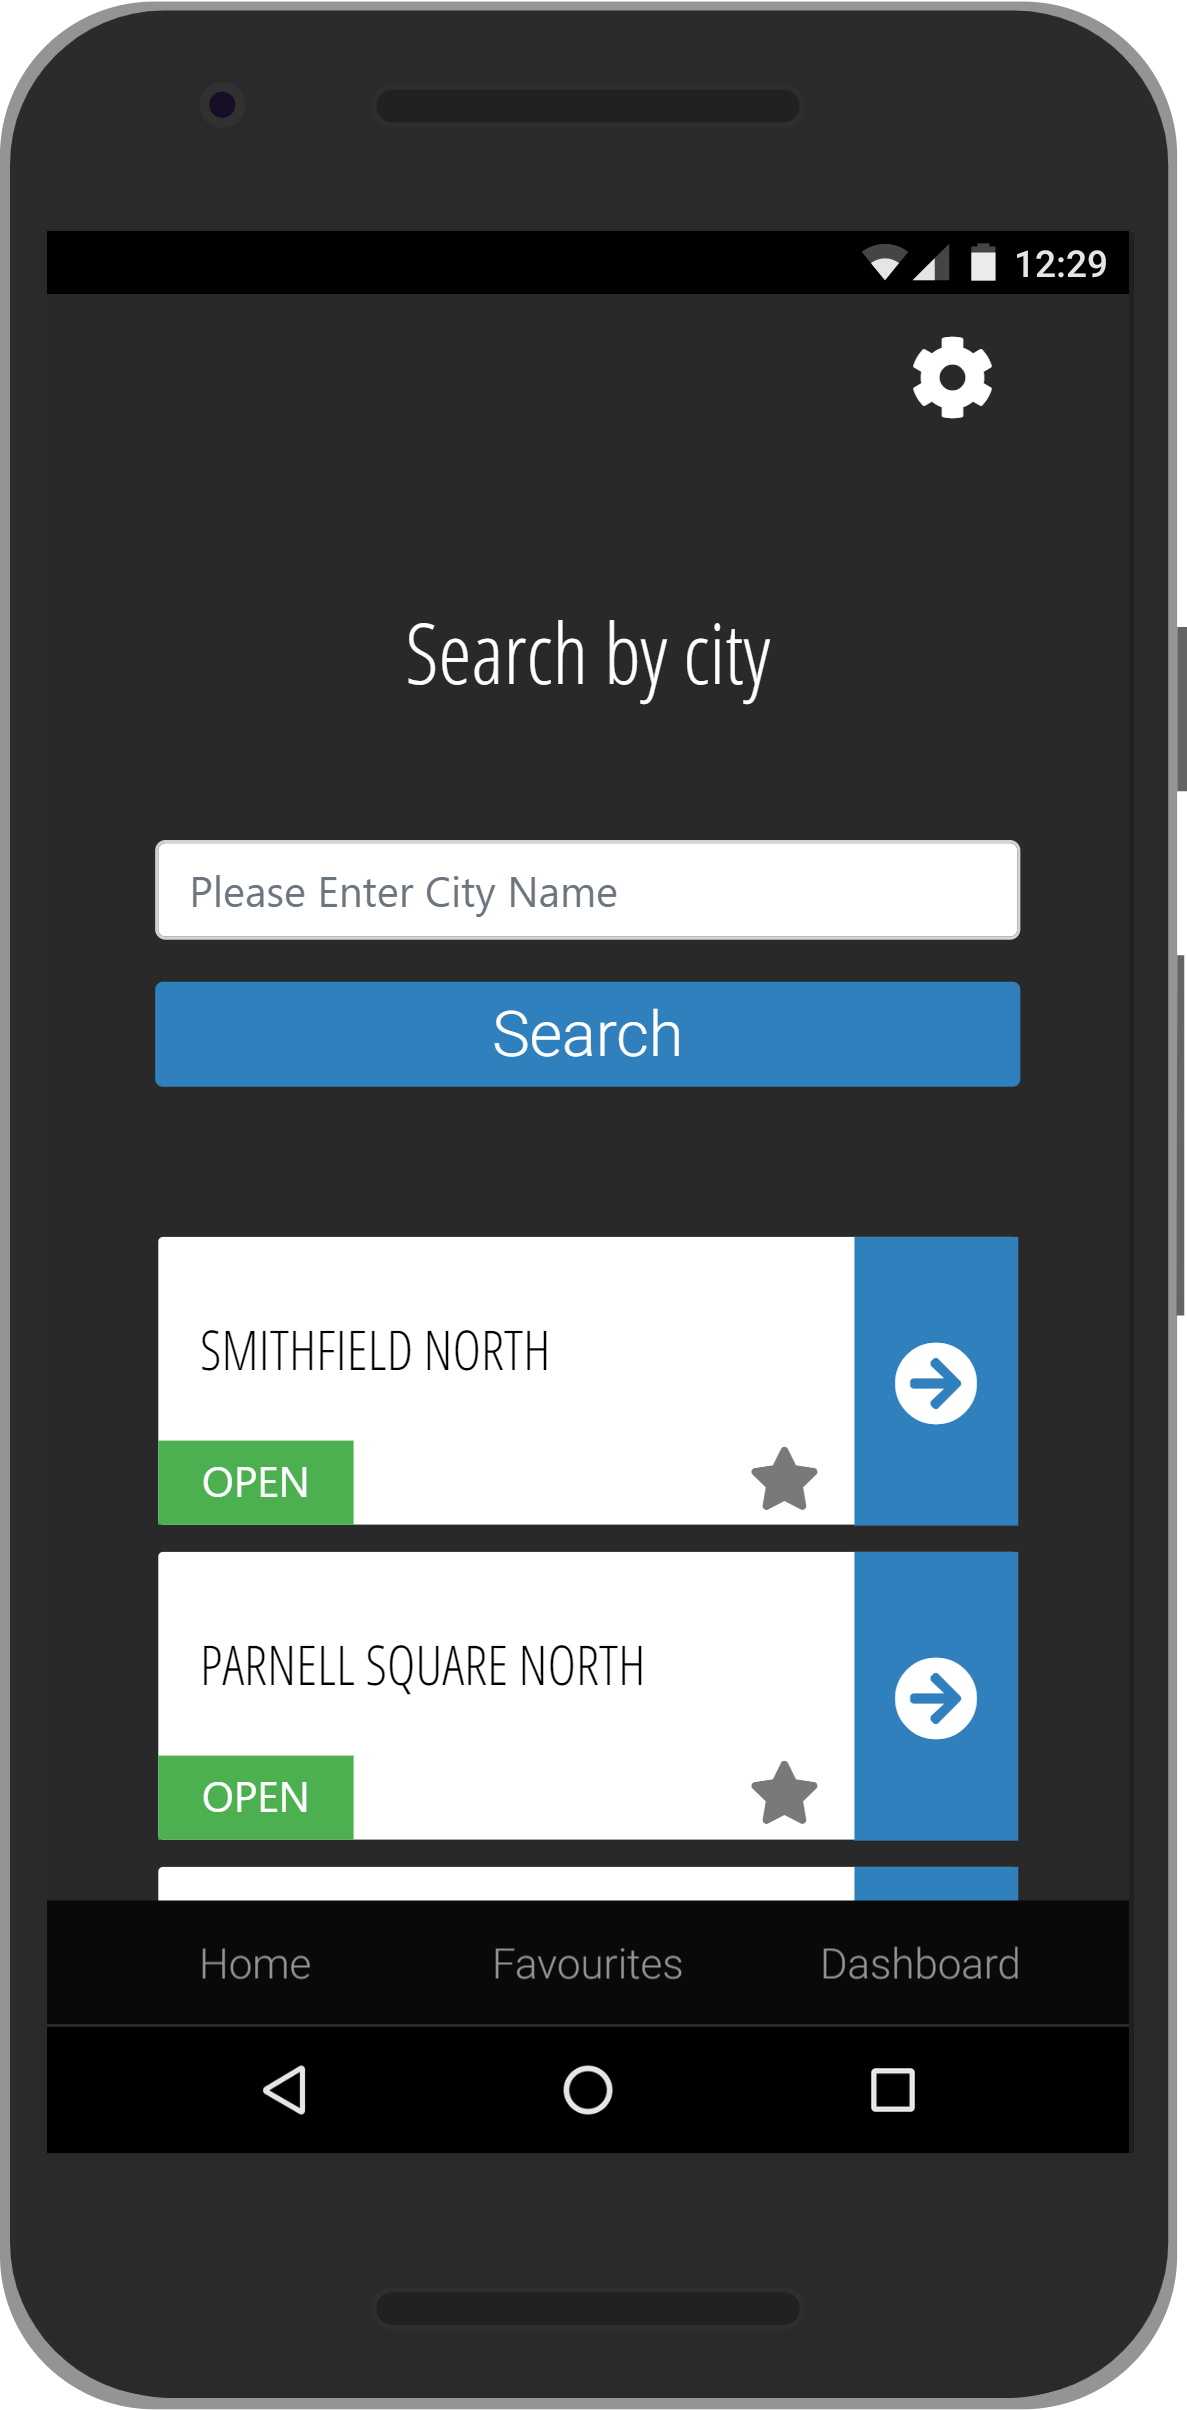 12:29
Search by city
Please Enter City Name
Search
SMITHFIELD NORTH
OPEN
PARNELL SQUARE NORTH
OPEN
Home Favourites Dashboard